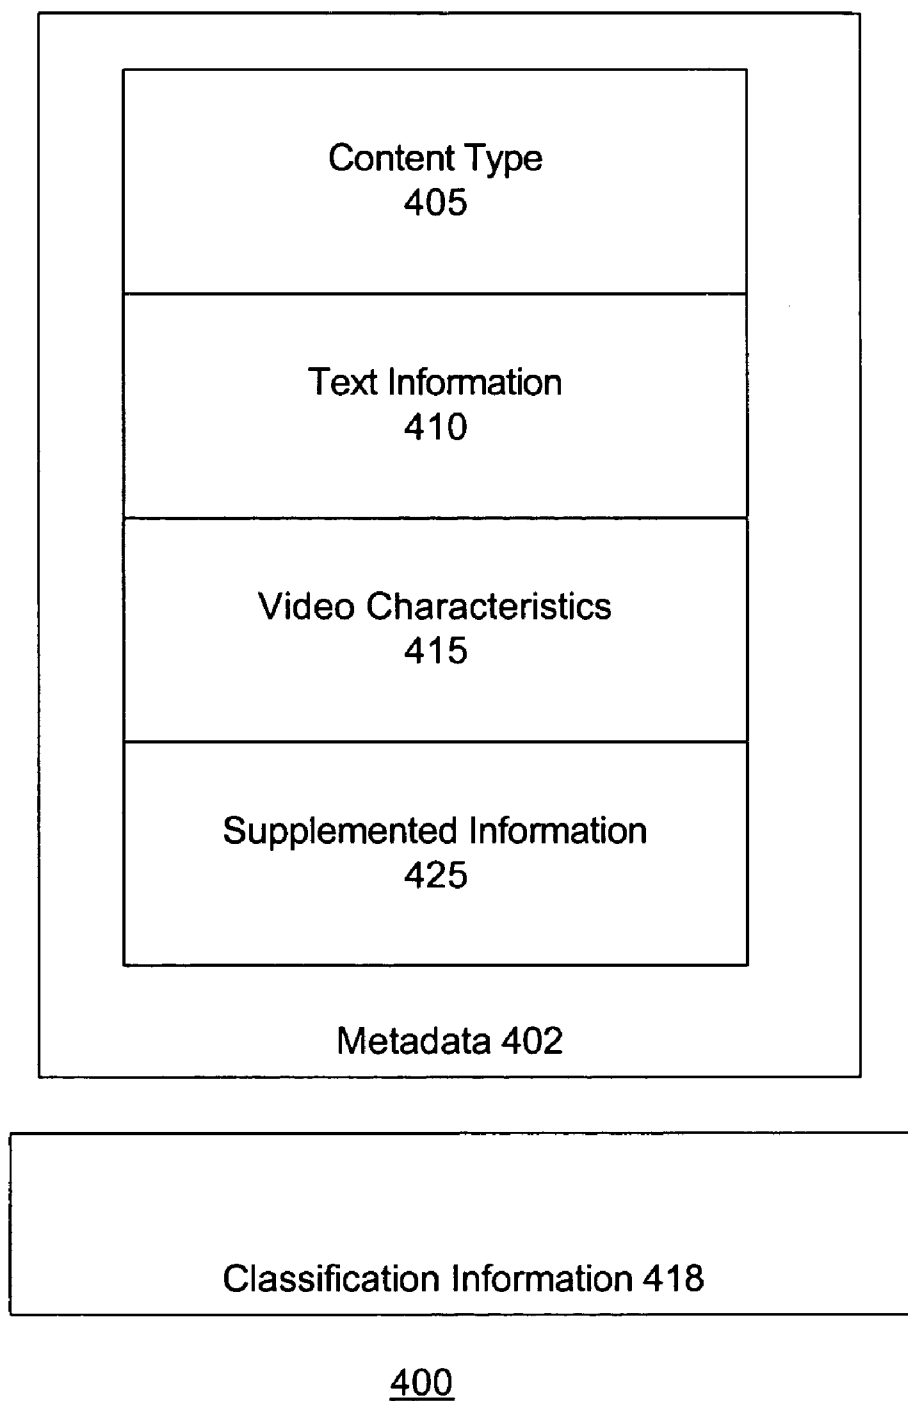 Content Type
405
Text Information
410
Video Characteristics
415
Supplemented Information
425
Metadata 402
Classification Information 418
400